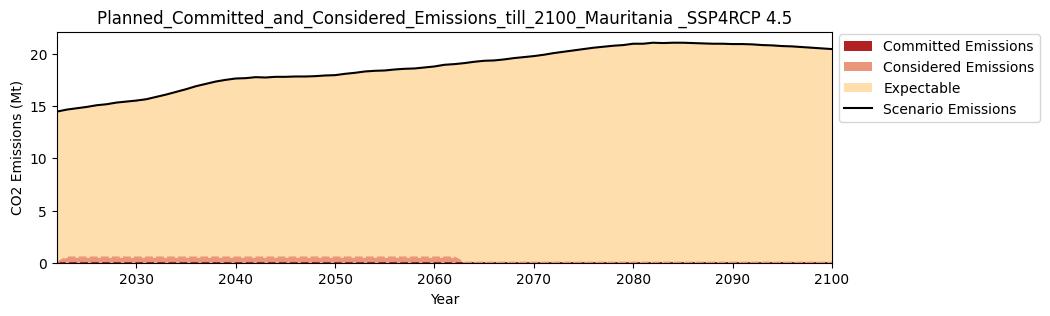 Planned_Committed_and_Considered_Emissions_till_2100_Mauritania _SSP4RCP 4.5
CO2 Emissions (Mt)
20
15
10
5
0
2030 2040 2050 2060 2070 2080 2090 2100
Year
Committed Emissions
Considered Emissions
Expectable
Scenario Emissions